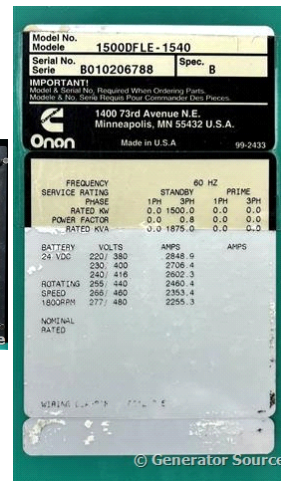 Model No.
Modele 1500DFLE-1540
Serial No. Spec.
Serie B010206788 B
IMPORTANT!
Model & Serial No. Required When Ordering Parts.
Modele & No. Serie Requis Pour Commander Des Pieces.
1400 73rd Avenue N.E.
Minneapolis, MN 55432 U.S.A.
Onan Made in U.S.A 99-2433
FREQUENCY 60 HZ
SERVICE RATING STANDBY PRIME
PHASE 1PH 3PH 1PH 3PH
RATED KW 0.0 1500.0 0.0 0.0
POWER FACTOR 0.0 0.8 0.0 0.0
RATED KVA 0.0 1875.0 0.0 0.0
BATTERY VOLTS AMPS AMPS
24 VDC 220/ 380 2848.9
230/ 400 2706.4
240/ 416 2602.3
ROTATING 255/ 440 2460.4
SPEED 266/ 460 2353.4
1800RPM 277/ 480 2255.3
NOMINAL
RATED
WIRING
© Generator Source